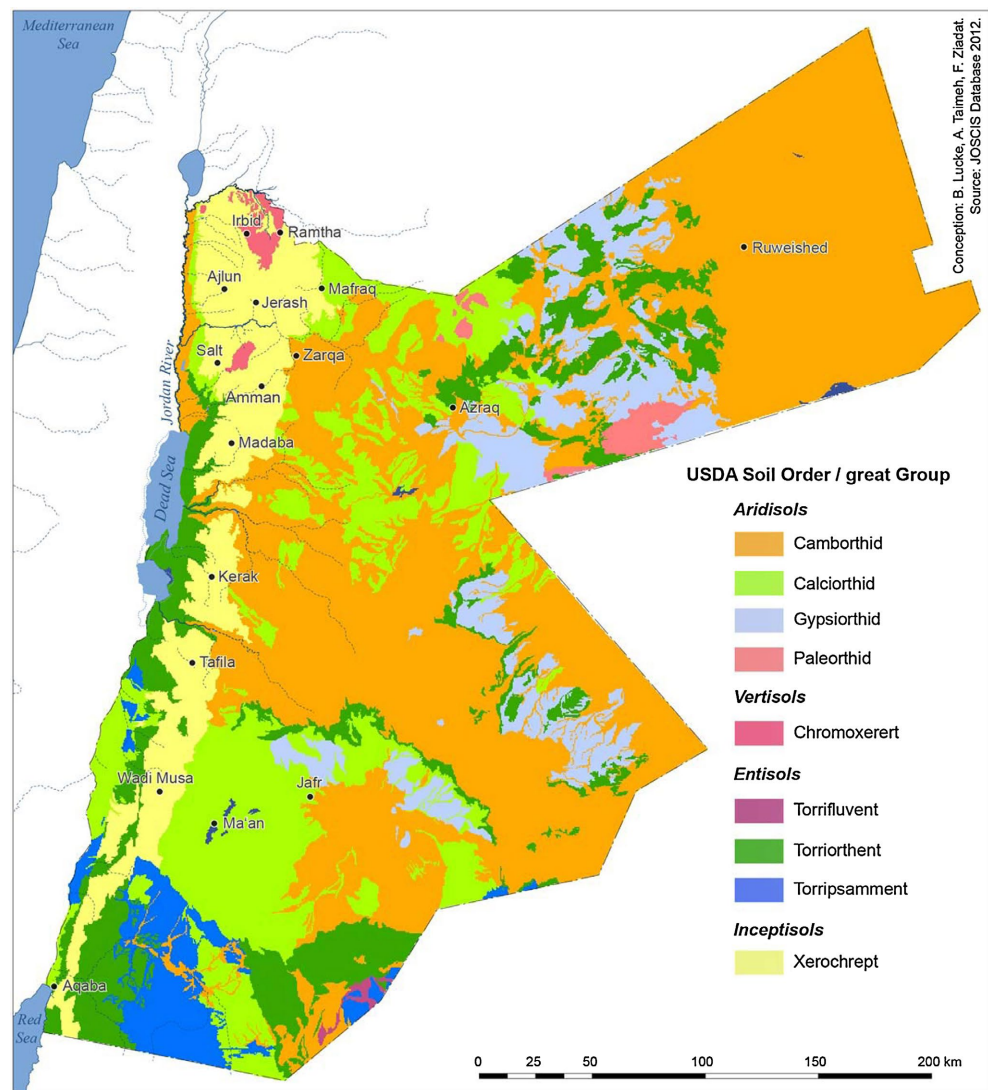 Mediterranean
Sea
Conception: B. Lucke, A. Taimeh, F. Ziadat.
Source: JOSCIS Database 2012.
Irbid
Ramtha
Ruweished
Ajlun
Mafraq
Jerash
Salt
Zarqa
Jordan River
Amman
Azraq
Madaba
Dead Sea
Kerak
Tafila
Wadi Musa
Jafr
Ma'an
Aqaba
Red
Sea
USDA Soil Order / great Group
Aridisols
Camborthid
Calciorthid
Gypsiorthid
Paleorthid
Vertisols
Chromoxerert
Entisols
Torrifluvent
Torriorthent
Torripsamment
Inceptisols
Xerochrept
0 25 50 100 150 200 km